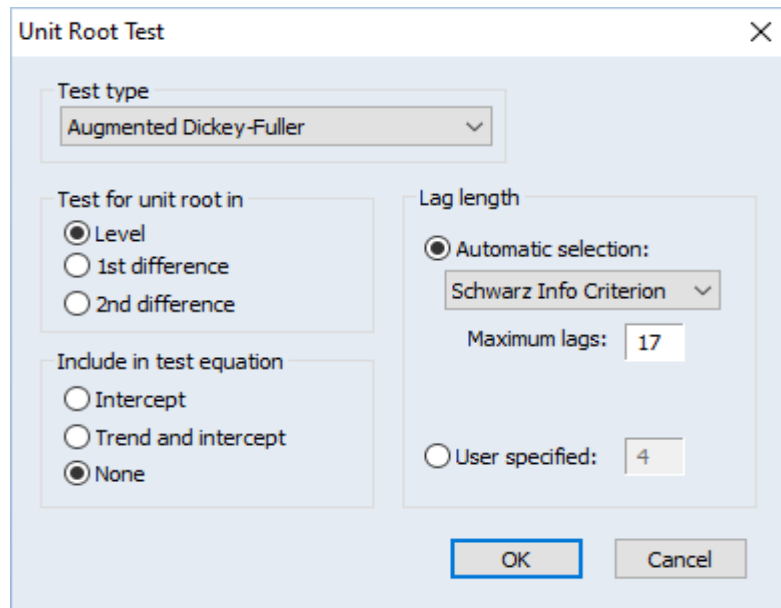 Unit Root Test
Test type
Augmented Dickey-Fuller
Test for unit root in
Level
1st difference
2nd difference
Include in test equation
Intercept
Trend and intercept
None
Lag length
Automatic selection:
Schwarz Info Criterion
Maximum lags: 17
User specified: 4
OK Cancel